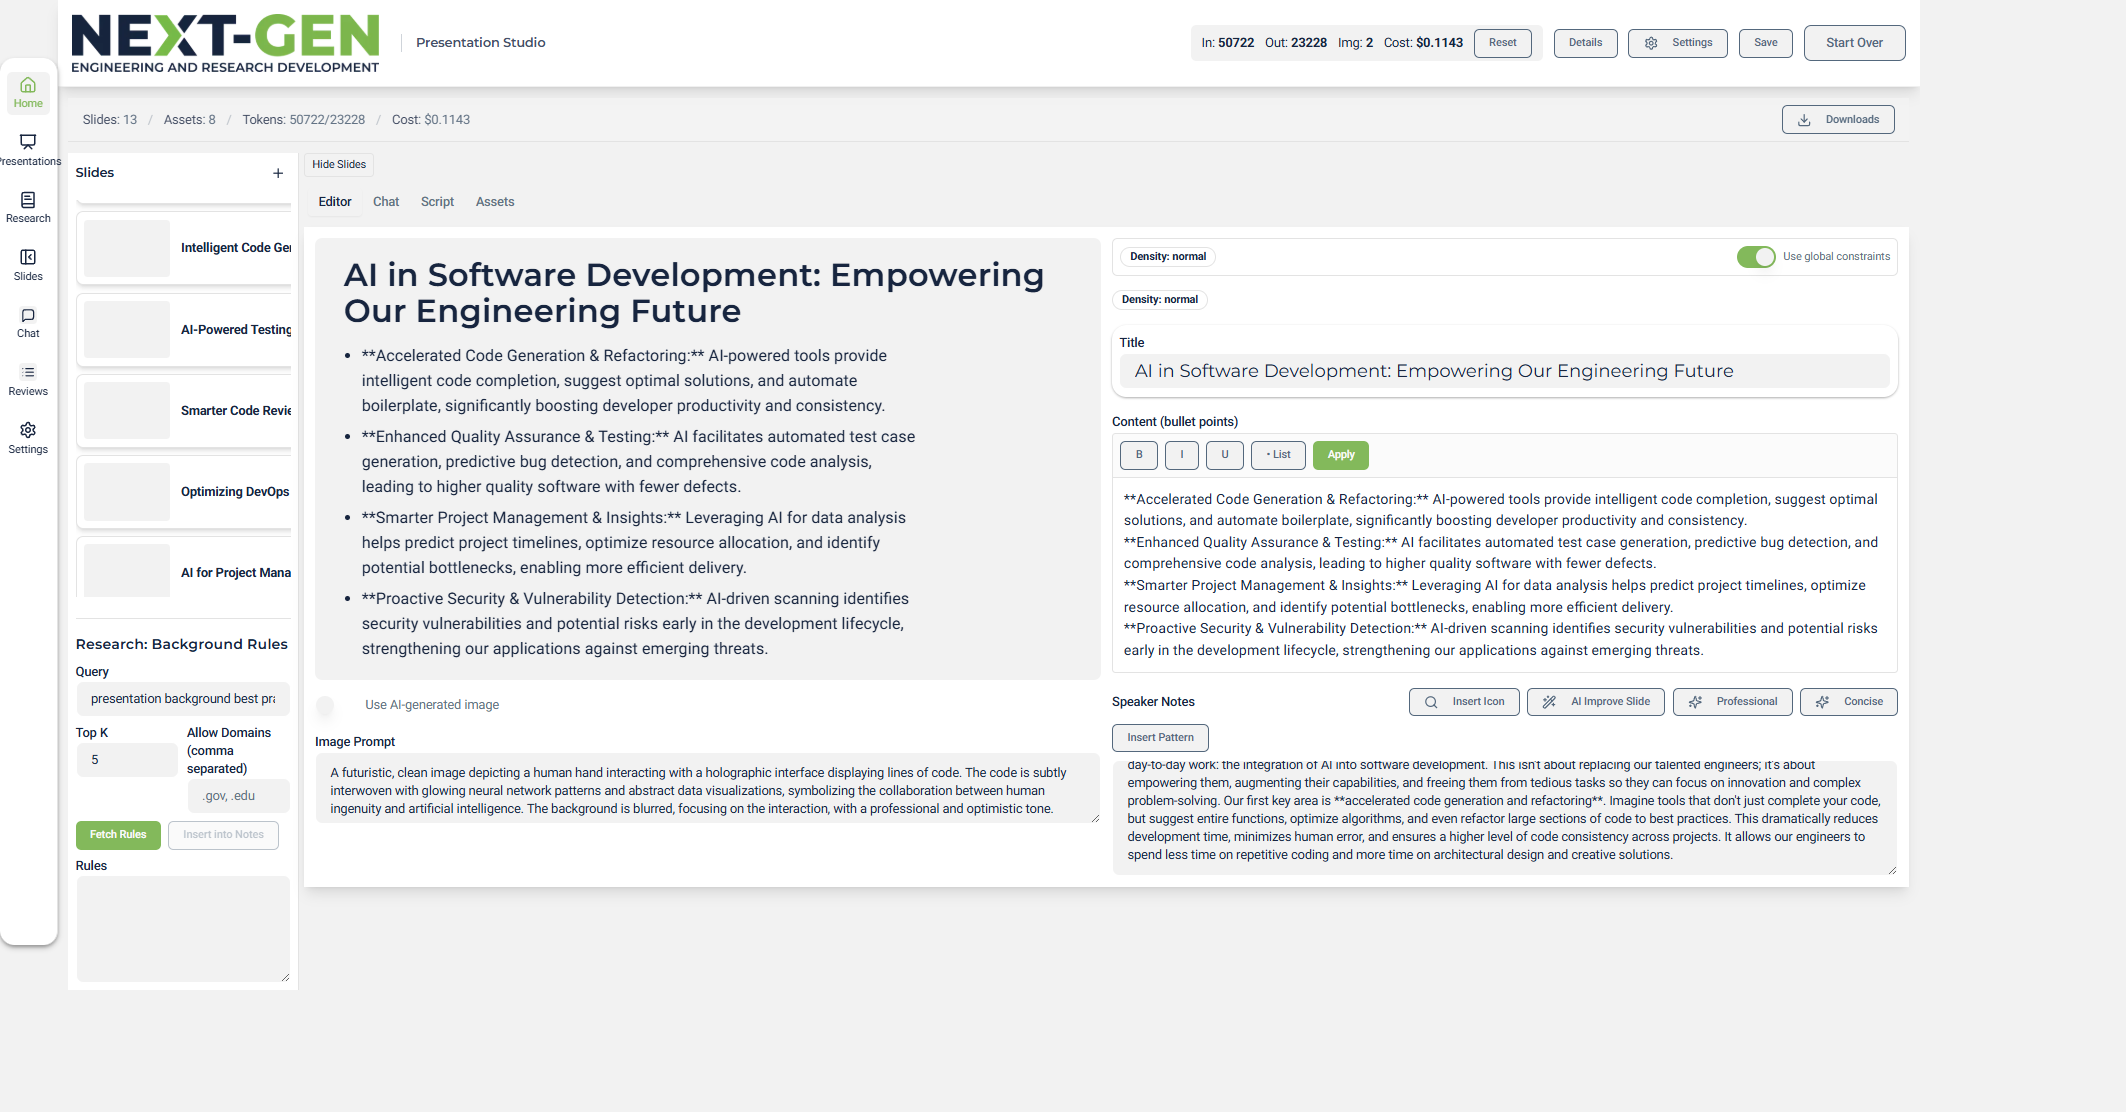 NEXT-GEN
ENGINEERING AND RESEARCH DEVELOPMENT
Presentation Studio
In: 50722 Out: 23228 Img: 2 Cost: $0.1143 Reset
Details
Settings
Save
Start Over
Home
Presentations
Research
Slides
Chat
Reviews
Settings
Slides: 13 / Assets: 8 / Tokens: 50722/23228 / Cost: $0.1143
Downloads
Slides +
Intelligent Code Ge
AI-Powered Testing
Smarter Code Revie
Optimizing DevOps
AI for Project Mana
Research: Background Rules
Query
presentation background best pra
Top K
5
Allow Domains
(comma
separated)
.gov, .edu
Fetch Rules
Insert into Notes
Rules
Hide Slides
Editor Chat Script Assets
AI in Software Development: Empowering
Our Engineering Future
• **Accelerated Code Generation & Refactoring:** AI-powered tools provide
intelligent code completion, suggest optimal solutions, and automate
boilerplate, significantly boosting developer productivity and consistency.
• **Enhanced Quality Assurance & Testing:** AI facilitates automated test case
generation, predictive bug detection, and comprehensive code analysis,
leading to higher quality software with fewer defects.
• **Smarter Project Management & Insights:** Leveraging AI for data analysis
helps predict project timelines, optimize resource allocation, and identify
potential bottlenecks, enabling more efficient delivery.
• **Proactive Security & Vulnerability Detection:** AI-driven scanning identifies
security vulnerabilities and potential risks early in the development lifecycle,
strengthening our applications against emerging threats.
Use AI-generated image
Image Prompt
A futuristic, clean image depicting a human hand interacting with a holographic interface displaying lines of code. The code is subtly
interwoven with glowing neural network patterns and abstract data visualizations, symbolizing the collaboration between human
ingenuity and artificial intelligence. The background is blurred, focusing on the interaction, with a professional and optimistic tone.
Density: normal
Use global constraints
Density: normal
Title
AI in Software Development: Empowering Our Engineering Future
Content (bullet points)
B I U • List Apply
**Accelerated Code Generation & Refactoring:** AI-powered tools provide intelligent code completion, suggest optimal
solutions, and automate boilerplate, significantly boosting developer productivity and consistency.
**Enhanced Quality Assurance & Testing:** AI facilitates automated test case generation, predictive bug detection, and
comprehensive code analysis, leading to higher quality software with fewer defects.
**Smarter Project Management & Insights:** Leveraging AI for data analysis helps predict project timelines, optimize
resource allocation, and identify potential bottlenecks, enabling more efficient delivery.
**Proactive Security & Vulnerability Detection:** AI-driven scanning identifies security vulnerabilities and potential risks
early in the development lifecycle, strengthening our applications against emerging threats.
Speaker Notes
Insert Icon
AI Improve Slide
Professional
Concise
Insert Pattern
day-to-day work: the integration of AI into software development. This isn't about replacing our talented engineers; it's about
empowering them, augmenting their capabilities, and freeing them from tedious tasks so they can focus on innovation and complex
problem-solving. Our first key area is **accelerated code generation and refactoring**. Imagine tools that don't just complete your code,
but suggest entire functions, optimize algorithms, and even refactor large sections of code to best practices. This dramatically reduces
development time, minimizes human error, and ensures a higher level of code consistency across projects. It allows our engineers to
spend less time on repetitive coding and more time on architectural design and creative solutions.